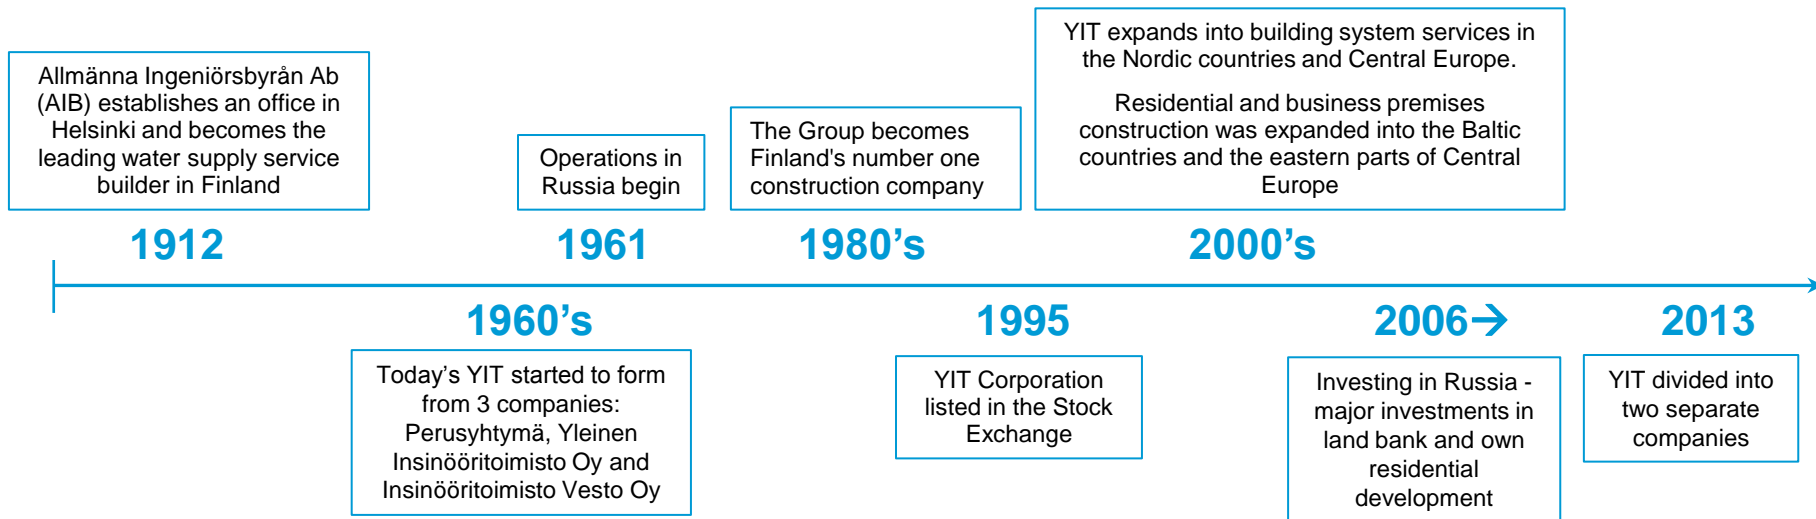 Allmänna Ingeniörsbyrån Ab
(AIB) establishes an office in
Helsinki and becomes the
leading water supply service
builder in Finland
1912
Operations in
Russia begin
1961
The Group becomes
Finland's number one
construction company
1980’s
YIT expands into building system services in
the Nordic countries and Central Europe.
Residential and business premises
construction was expanded into the Baltic
countries and the eastern parts of Central
Europe
2000’s
1960’s
Today’s YIT started to form
from 3 companies:
Perusyhtymä, Yleinen
Insinööritoimisto Oy and
Insinööritoimisto Vesto Oy
1995
YIT Corporation
listed in the Stock
Exchange
2006→
Investing in Russia -
major investments in
land bank and own
residential
development
2013
YIT divided into
two separate
companies